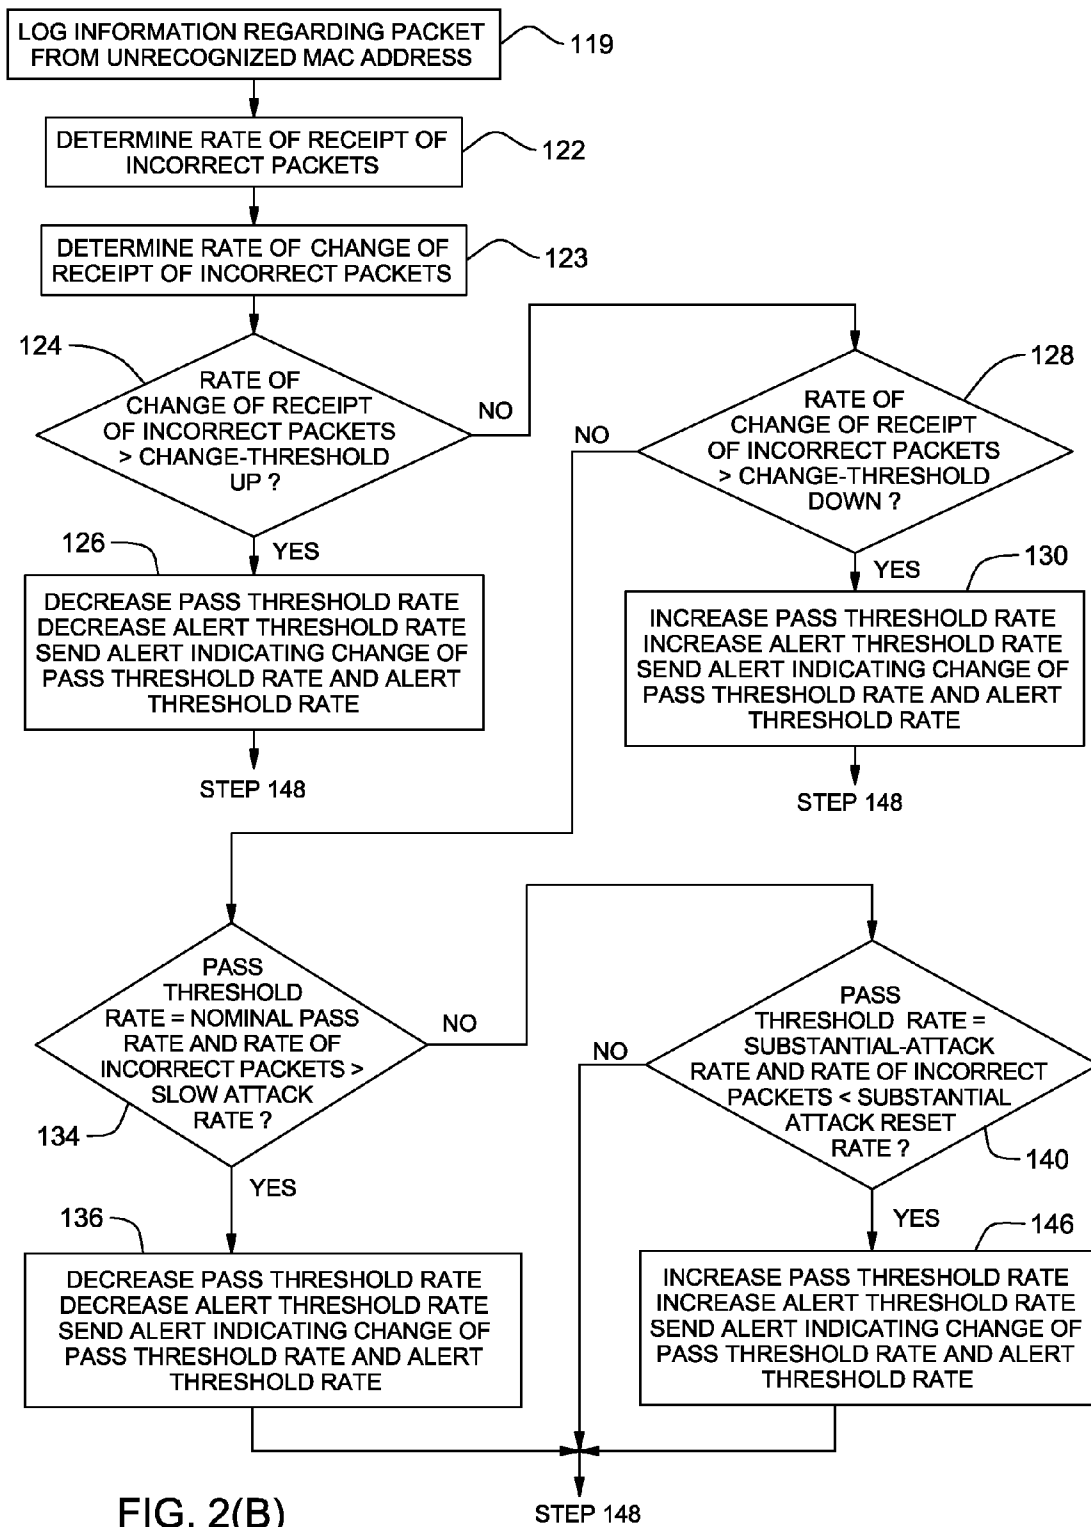 LOG INFORMATION REGARDING PACKET
FROM UNRECOGNIZED MAC ADDRESS
119
DETERMINE RATE OF RECEIPT OF
INCORRECT PACKETS
122
DETERMINE RATE OF CHANGE OF
RECEIPT OF INCORRECT PACKETS
123
124
RATE OF
CHANGE OF RECEIPT
OF INCORRECT PACKETS
> CHANGE-THRESHOLD
UP ?
NO
YES
128
RATE OF
CHANGE OF RECEIPT
OF INCORRECT PACKETS
> CHANGE-THRESHOLD
DOWN ?
NO
YES
126
DECREASE PASS THRESHOLD RATE
DECREASE ALERT THRESHOLD RATE
SEND ALERT INDICATING CHANGE OF
PASS THRESHOLD RATE AND ALERT
THRESHOLD RATE
STEP 148
130
INCREASE PASS THRESHOLD RATE
INCREASE ALERT THRESHOLD RATE
SEND ALERT INDICATING CHANGE OF
PASS THRESHOLD RATE AND ALERT
THRESHOLD RATE
STEP 148
PASS
THRESHOLD
RATE = NOMINAL PASS
RATE AND RATE OF
INCORRECT PACKETS >
SLOW ATTACK
RATE ?
134
NO
YES
PASS
THRESHOLD RATE =
SUBSTANTIAL-ATTACK
RATE AND RATE OF INCORRECT
PACKETS < SUBSTANTIAL
ATTACK RESET
RATE ?
140
NO
YES
136
DECREASE PASS THRESHOLD RATE
DECREASE ALERT THRESHOLD RATE
SEND ALERT INDICATING CHANGE OF
PASS THRESHOLD RATE AND ALERT
THRESHOLD RATE
146
INCREASE PASS THRESHOLD RATE
INCREASE ALERT THRESHOLD RATE
SEND ALERT INDICATING CHANGE OF
PASS THRESHOLD RATE AND ALERT
THRESHOLD RATE
STEP 148
FIG. 2(B)